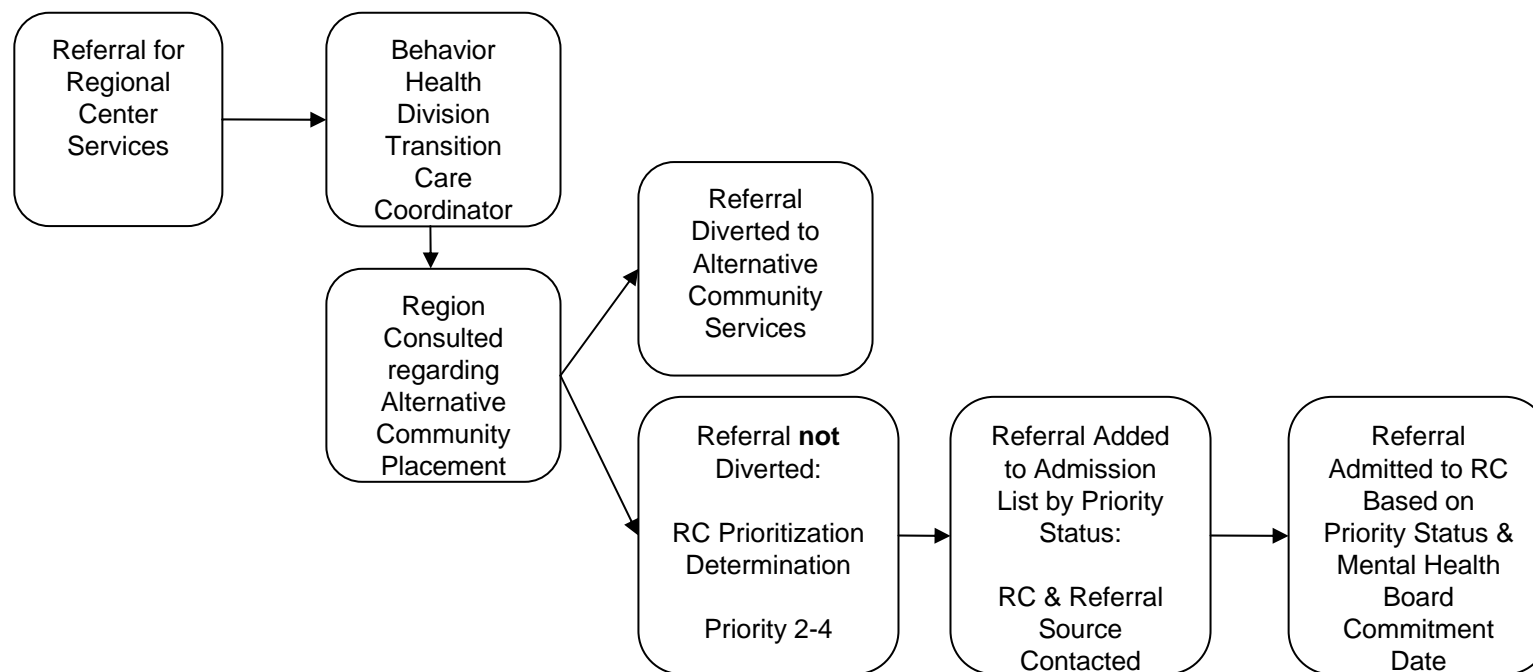 Referral for
Regional
Center
Services
Behavior
Health
Division
Transition
Care
Coordinator
Region
Consulted
regarding
Alternative
Community
Placement
Referral
Diverted to
Alternative
Community
Services
Referral not
Diverted:
RC Prioritization
Determination
Priority 2-4
Referral Added
to Admission
List by Priority
Status:
RC & Referral
Source
Contacted
Referral
Admitted to RC
Based on
Priority Status &
Mental Health
Board
Commitment
Date